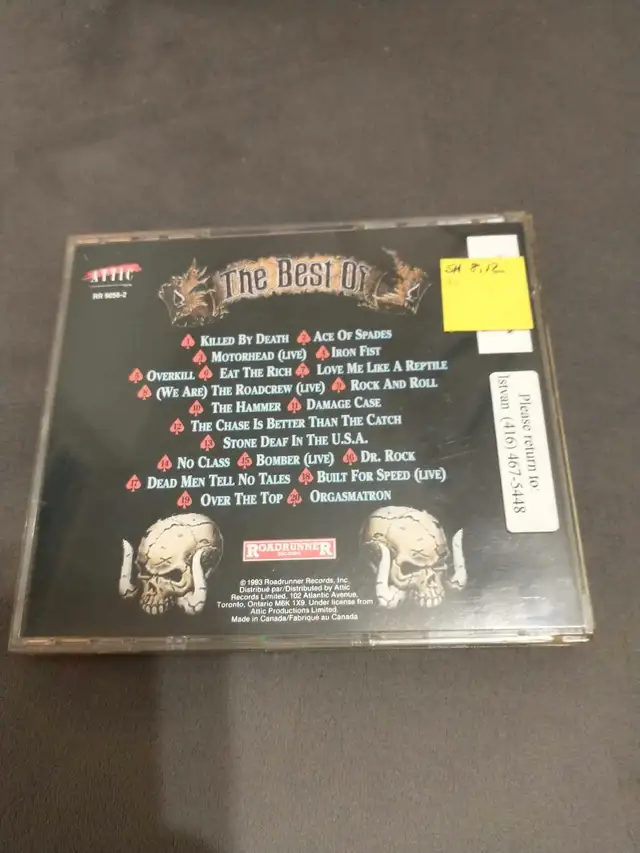 ATTIC
RR 9056-2
The Best Of
SH 8,12
1 KILLED BY DEATH 2 ACE OF SPADES
3 MOTORHEAD (LIVE) 4 IRON FIST
5 OVERKILL 6 EAT THE RICH 7 LOVE ME LIKE A REPTILE
8 (WE ARE) THE ROADCREW (LIVE) 9 ROCK AND ROLL
10 THE HAMMER 11 DAMAGE CASE
12 THE CHASE IS BETTER THAN THE CATCH
13 STONE DEAF IN THE U.S.A.
14 NO CLASS 15 BOMBER (LIVE) 16 DR. ROCK
17 DEAD MEN TELL NO TALES 18 BUILT FOR SPEED (LIVE)
19 OVER THE TOP 20 ORGASMATRON
Please return to:
Istvan (416) 467-5448
ROADRUNNER
RECORDS
℗ 1993 Roadrunner Records, Inc.
Distribué par/Distributed by Attic
Records Limited, 102 Atlantic Avenue,
Toronto, Ontario M6K 1X9. Under license from
Attic Productions Limited.
Made in Canada/Fabriqué au Canada